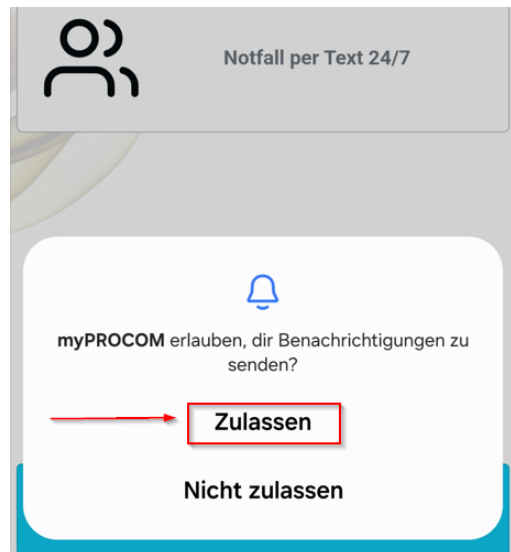 Notfall per Text 24/7
myPROCOM erlauben, dir Benachrichtigungen zu
senden?
Zulassen
Nicht zulassen